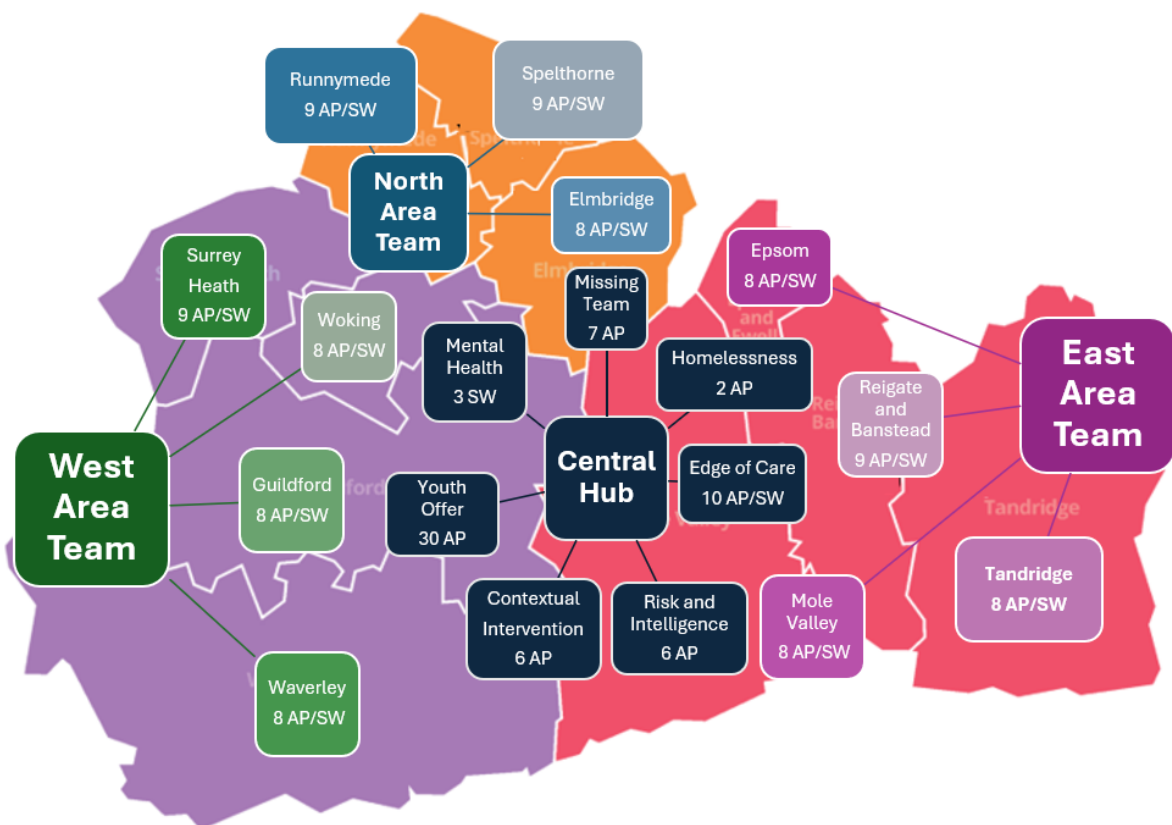 Runnymede
9 AP/SW
Spelthorne
9 AP/SW
North
Area
Team
Elmbridge
8 AP/SW
Surrey
Heath
9 AP/SW
Woking
8 AP/SW
West
Area
Team
Guildford
8 AP/SW
Waverley
8 AP/SW
Missing
Team
7 AP
Mental
Health
3 SW
Homelessness
2 AP
Central
Hub
Edge of Care
10 AP/SW
Youth
Offer
30 AP
Contextual
Intervention
6 AP
Risk and
Intelligence
6 AP
Epsom
8 AP/SW
East
Area
Team
Reigate
and
Banstead
9 AP/SW
Mole
Valley
8 AP/SW
Tandridge
8 AP/SW
Tandridge
and
Ewell
Valley